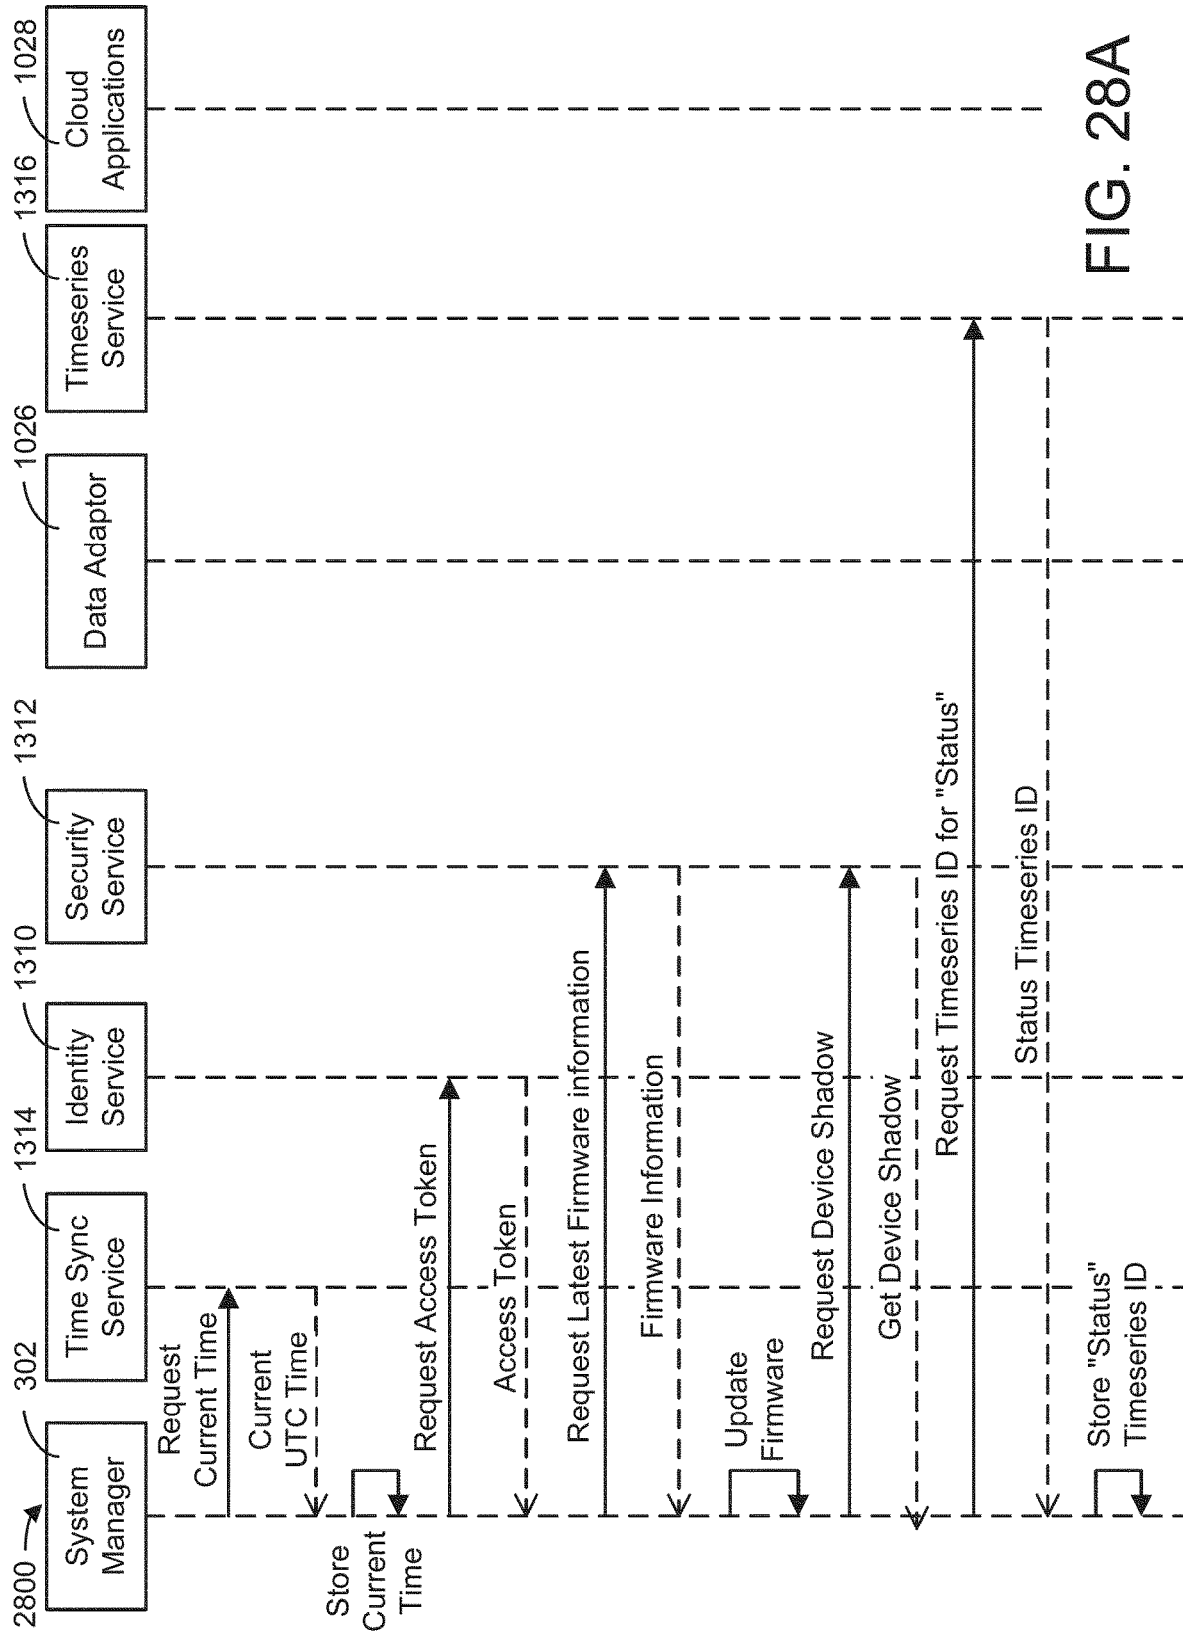 2800
302
1314
1310
1312
1026
1316
1028
System
Manager
Time Sync
Service
Identity
Service
Security
Service
Data Adaptor
Timeseries
Service
Cloud
Applications
Request
Current Time
Current
UTC Time
Store
Current
Time
Request Access Token
Access Token
Request Latest Firmware information
Firmware Information
Update
Firmware
Request Device Shadow
Get Device Shadow
Request Timeseries ID for "Status"
Status Timeseries ID
Store "Status"
Timeseries ID
FIG. 28A